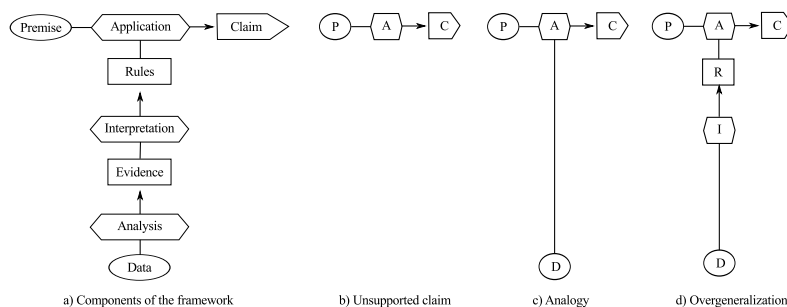 Premise Application Claim
Rules
Interpretation
Evidence
Analysis
Data
a) Components of the framework
P A C
b) Unsupported claim
P A C
D
c) Analogy
P A C
R
I
D
d) Overgeneralization